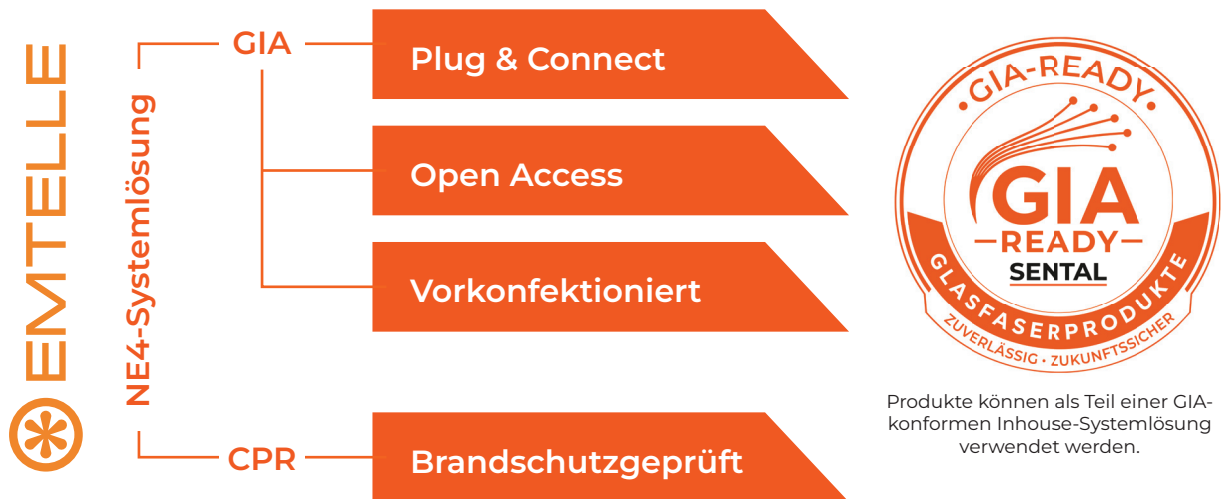 EMTELLE
NE4-Systemlösung
GIA
Plug & Connect
Open Access
Vorkonfektioniert
CPR
Brandschutzgeprüft
•GIA-READY•
GIA
–READY–
SENTAL
GLASFASERPRODUKTE
ZUVERLÄSSIG • ZUKUNFTSSICHER
Produkte können als Teil einer GIA-
konformen Inhouse-Systemlösung
verwendet werden.